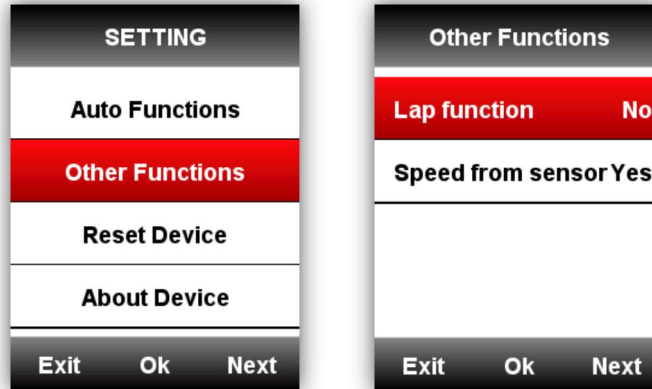 SETTING
Auto Functions
Other Functions
Reset Device
About Device
Exit Ok Next
Other Functions
Lap function No
Speed from sensor Yes
Exit Ok Next